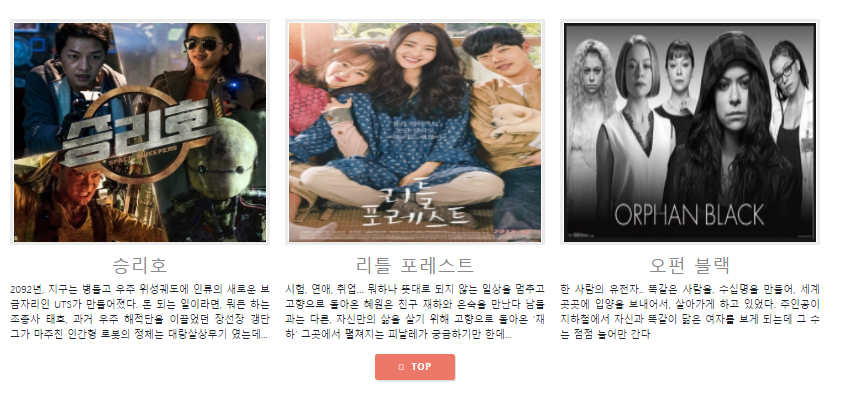 승리호
SPACE SWEEPERS
리틀
포레스트
ORPHAN BLACK
승리호
리틀 포레스트
오펀 블랙
2092년, 지구는 병들고 우주 위성궤도에 인류의 새로운 보
금자리인 UTS가 만들어졌다. 돈 되는 일이라면, 뭐든 하는
조종사 태호, 과거 우주 해적단을 이끌었던 장선장 갱단
그가 마주친 인간형 로봇의 정체는 대량살상무기 였는데...
시험, 연애, 취업... 뭐하나 뜻대로 되지 않는 일상을 멈추고
고향으로 돌아온 혜원은 친구 재하와 은숙을 만난다 남들
과는 다른, 자신만의 삶을 살기 위해 고향으로 돌아온 '재
하' 그곳에서 펼쳐지는 피날레가 궁금하기만 한데...
한 사람의 유전자.. 똑같은 사람을, 수십명을 만들어, 세계
곳곳에 입양을 보내어서, 살아가게 하고 있었다. 주인공이
지하철에서 자신과 똑같이 닮은 여자를 보게 되는데 그 수
는 점점 늘어만 간다
TOP